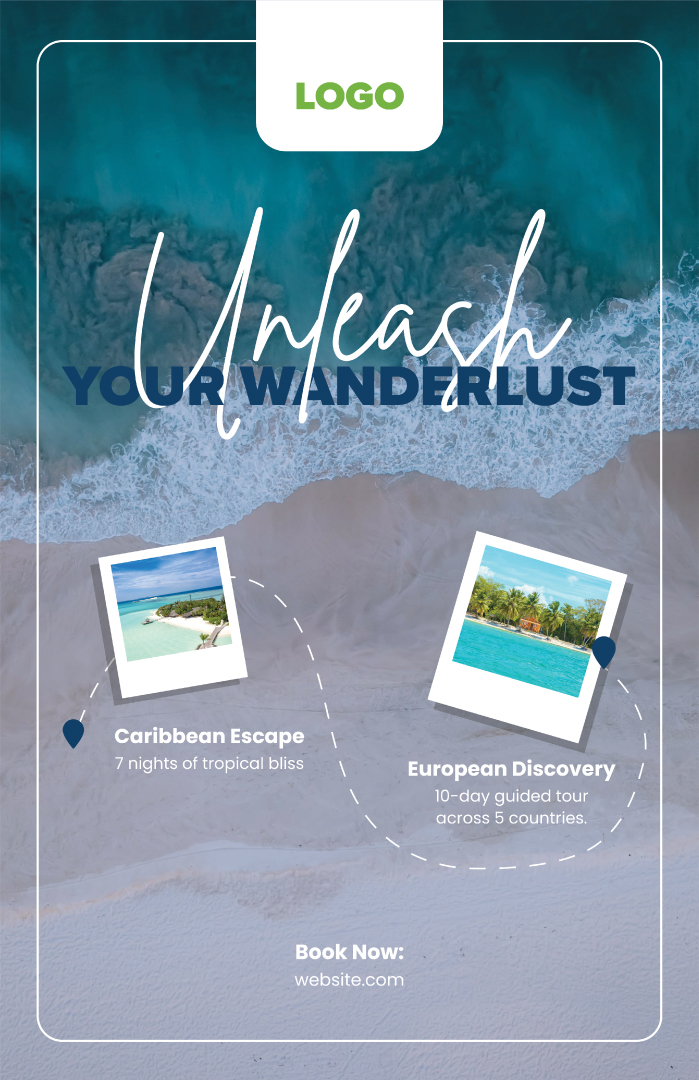 LOGO
Unleash
YOUR WANDERLUST
Caribbean Escape
7 nights of tropical bliss
European Discovery
10-day guided tour
across 5 countries.
Book Now:
website.com